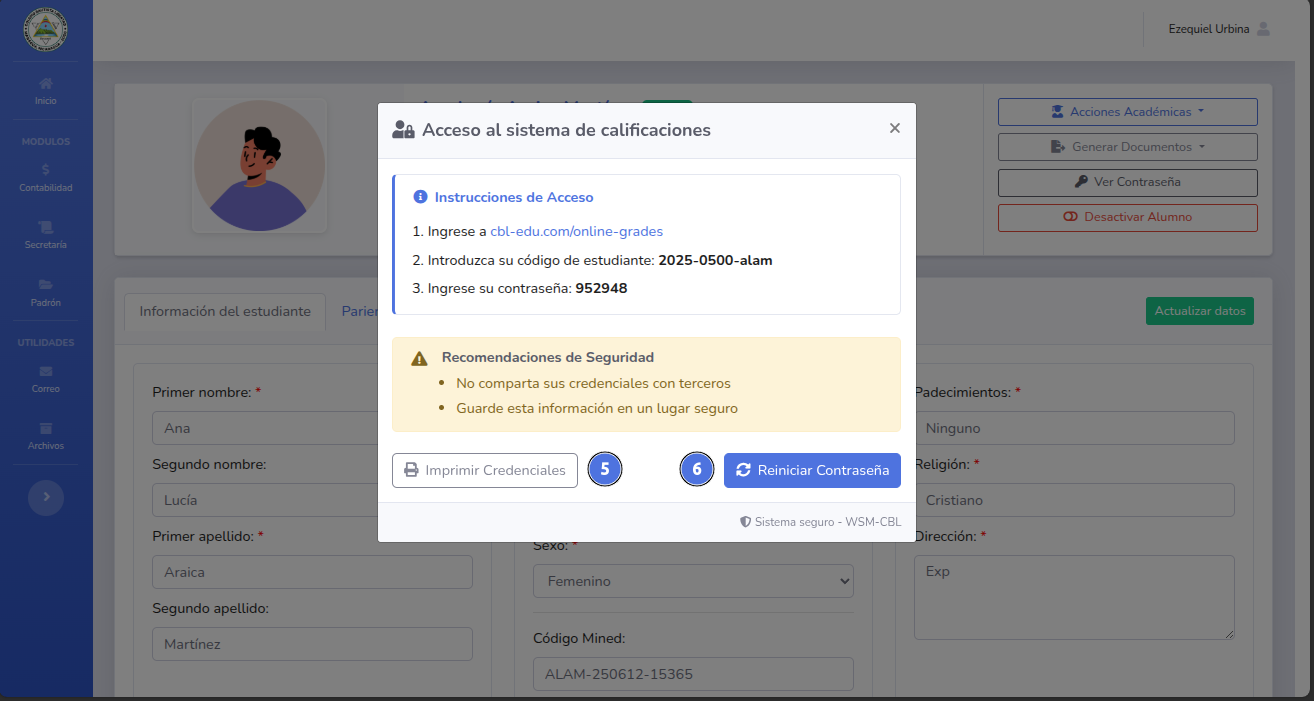 Ezequiel Urbina
Inicio
MODULOS
Contabilidad
Secretaría
Padrón
UTILIDADES
Correo
Archivos
Acciones Académicas
Generar Documentos
Ver Contraseña
Desactivar Alumno
Acceso al sistema de calificaciones
Instrucciones de Acceso
1. Ingrese a cbl-edu.com/online-grades
2. Introduzca su código de estudiante: 2025-0500-alam
3. Ingrese su contraseña: 952948
Recomendaciones de Seguridad
• No comparta sus credenciales con terceros
• Guarde esta información en un lugar seguro
Imprimir Credenciales
5
6
Reiniciar Contraseña
Sistema seguro - WSM-CBL
Información del estudiante
Actualizar datos
Primer nombre: *
Ana
Segundo nombre:
Lucía
Primer apellido: *
Araica
Segundo apellido:
Martínez
Sexo: *
Femenino
Código Mined:
ALAM-250612-15365
Padecimientos: *
Ninguno
Religión: *
Cristiano
Dirección: *
Exp